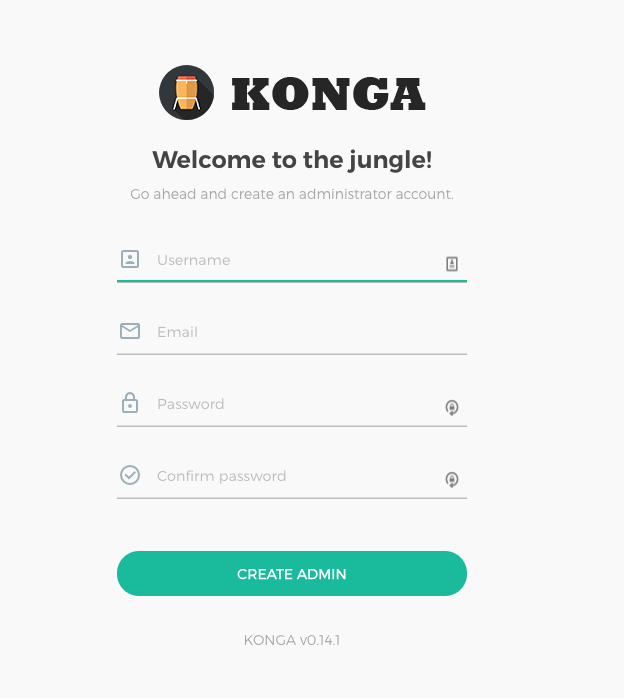 KONGA
Welcome to the jungle!
Go ahead and create an administrator account.
Username
Email
Password
Confirm password
CREATE ADMIN
KONGA v0.14.1